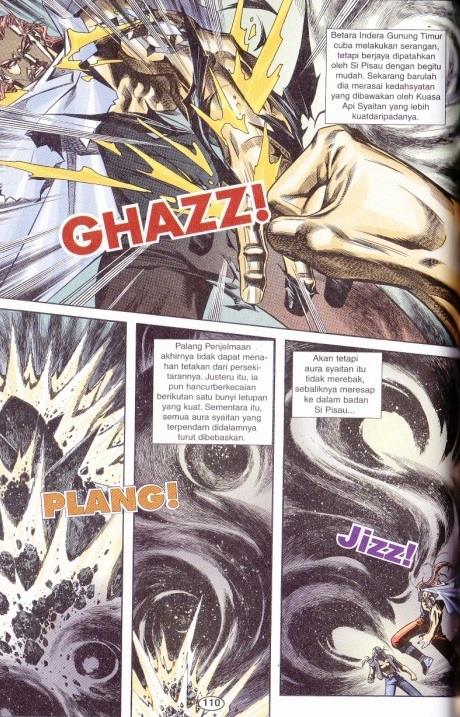 Betara Indera Gunung Timur
cuba melakukan serangan,
tetapi berjaya dipatahkan
oleh Si Pisau dengan begitu
mudah. Sekarang barulah
dia merasai kedahsyatan
yang dibawakan oleh Kuasa
Api Syaitan yang lebih
kuatdaripadanya.
GHAZZ!
Palang Penjelmaan
akhirnya tidak dapat mena-
han tetakan dari perseki-
tarannya. Justeru itu, ia
pun hancurberkecaian
berikutan satu bunyi letupan
yang kuat. Sementara itu,
semua aura syaitan yang
terpendam didalamnya
turut dibebaskan.
Akan tetapi
aura syaitan itu
tidak merebak,
sebaliknya meresap
ke dalam badan
Si Pisau...
PLANG!
Jizz!
110